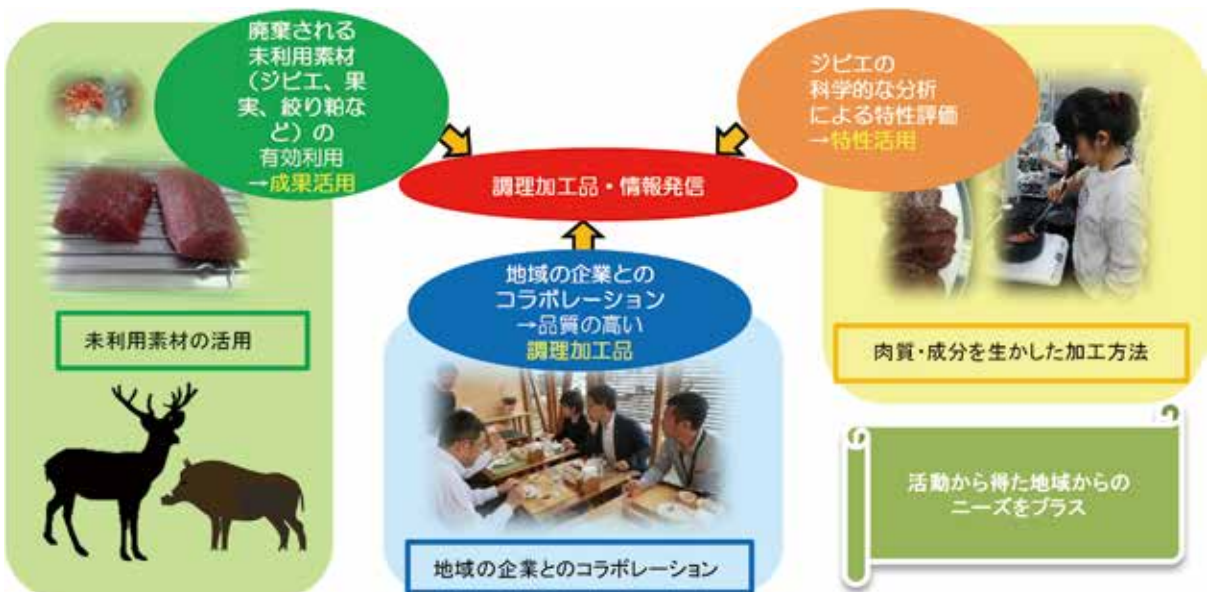 廃棄される
未利用素材
（ジビエ、果
実、絞り粕な
ど）の
有効利用
→成果活用
未利用素材の活用
調理加工品・情報発信
地域の企業との
コラボレーション
→品質の高い
調理加工品
地域の企業とのコラボレーション
ジビエの
科学的な分析
による特性評価
→特性活用
肉質・成分を生かした加工方法
活動から得た地域からの
ニーズをプラス